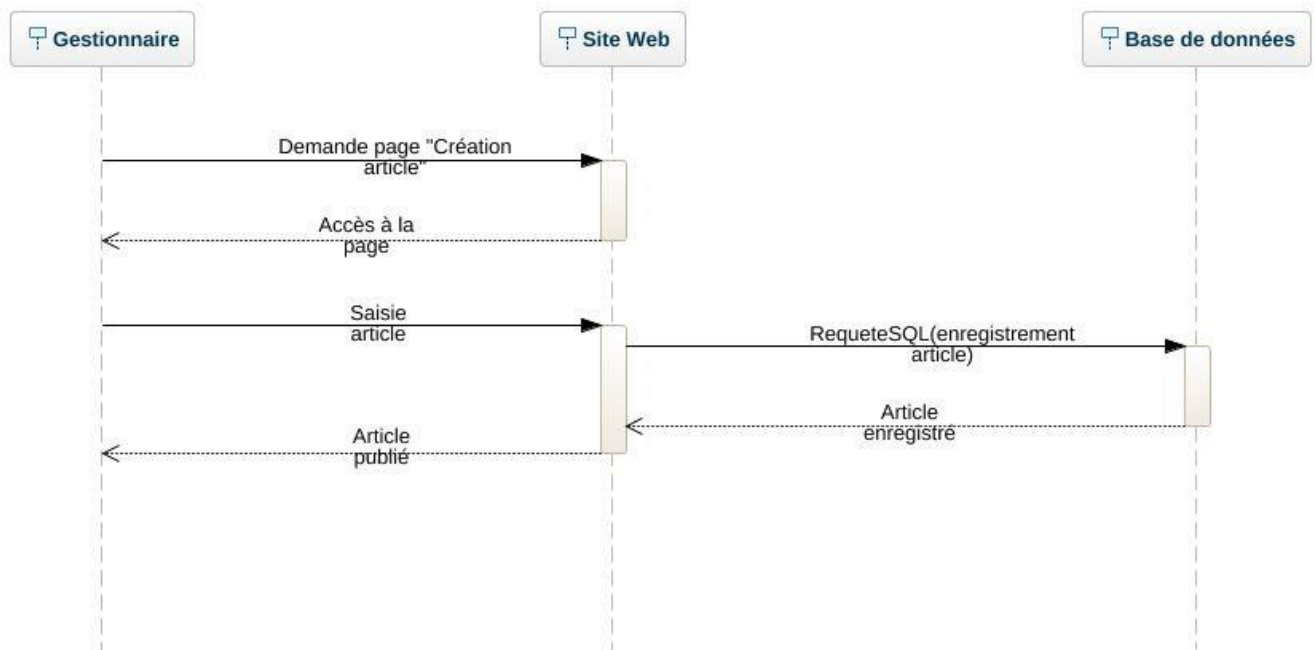 Gestionnaire
Site Web
Base de données
Demande page "Création
article"
Accès à la
page
Saisie
article
RequeteSQL(enregistrement
article)
Article
enregistré
Article
publié